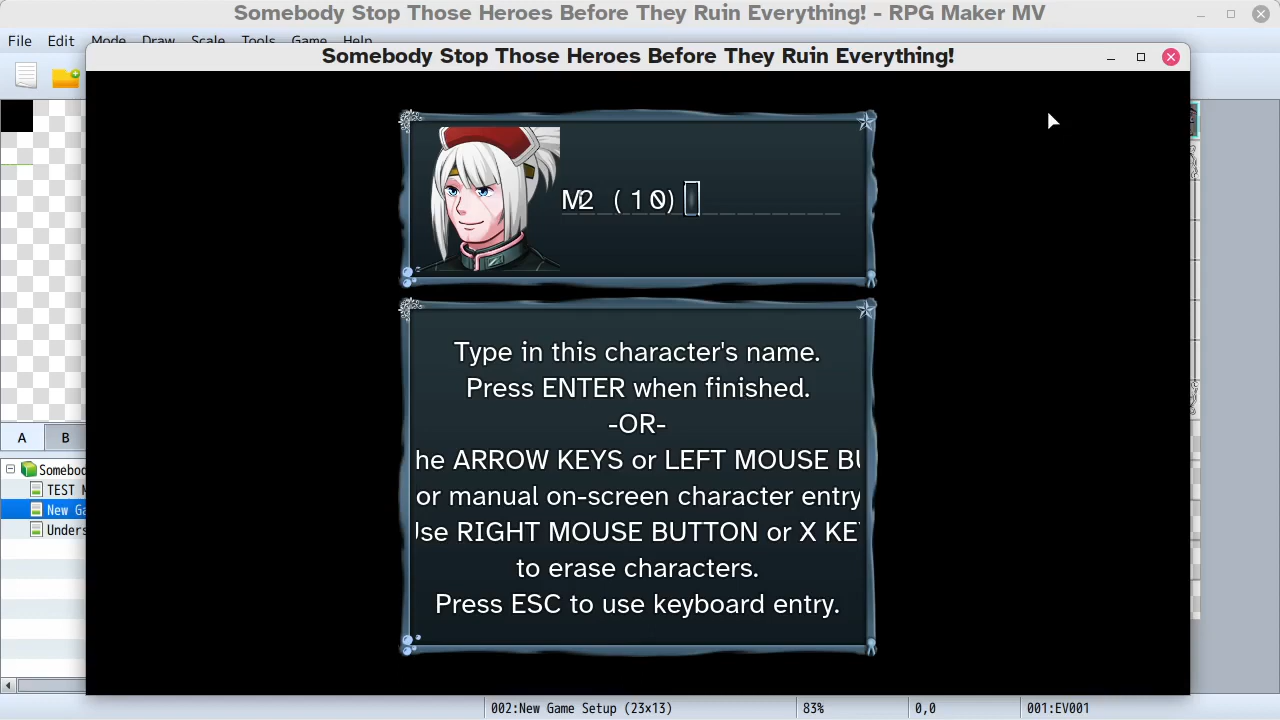 Somebody Stop Those Heroes Before They Ruin Everything! - RPG Maker MV
File Edit Mode Draw Scale Tools Game Help
Somebody Stop Those Heroes Before They Ruin Everything!
M2 (10)
Type in this character's name.
Press ENTER when finished.
-OR-
he ARROW KEYS or LEFT MOUSE BU
or manual on-screen character entry
Use RIGHT MOUSE BUTTON or X KEY
to erase characters.
Press ESC to use keyboard entry.
A B
Somebod
TEST M
New Ga
Unders
002:New Game Setup (23x13) 83% 0,0 001:EV001